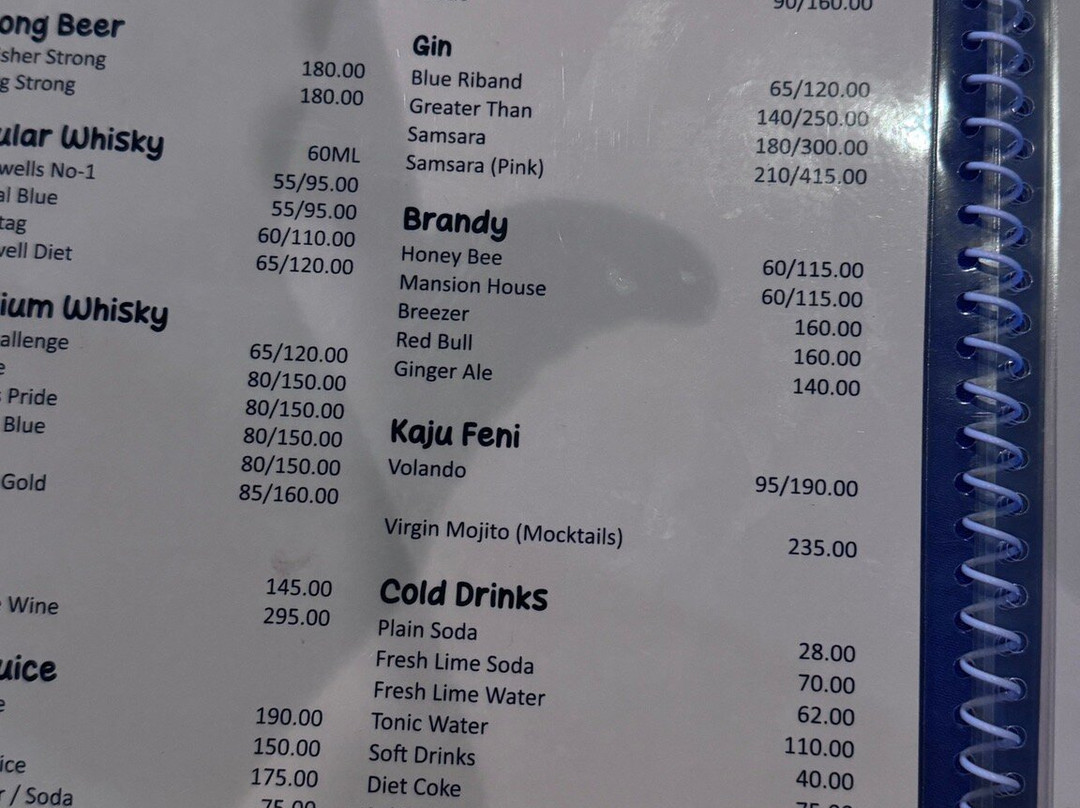 ong Beer
sher Strong 180.00
g Strong 180.00
ular Whisky
60ML
wells No-1 55/95.00
al Blue 55/95.00
tag 60/110.00
vell Diet 65/120.00
ium Whisky
allenge 65/120.00
e 80/150.00
s Pride 80/150.00
Blue 80/150.00
80/150.00
Gold 85/160.00
145.00
Wine 295.00
uice
e 190.00
150.00
ice 175.00
r / Soda 75.00
90/160.00
Gin
Blue Riband 65/120.00
Greater Than 140/250.00
Samsara 180/300.00
Samsara (Pink) 210/415.00
Brandy
Honey Bee 60/115.00
Mansion House 60/115.00
Breezer 160.00
Red Bull 160.00
Ginger Ale 140.00
Kaju Feni
Volando 95/190.00
Virgin Mojito (Mocktails) 235.00
Cold Drinks
Plain Soda 28.00
Fresh Lime Soda 70.00
Fresh Lime Water 62.00
Tonic Water 110.00
Soft Drinks 40.00
Diet Coke 75.00